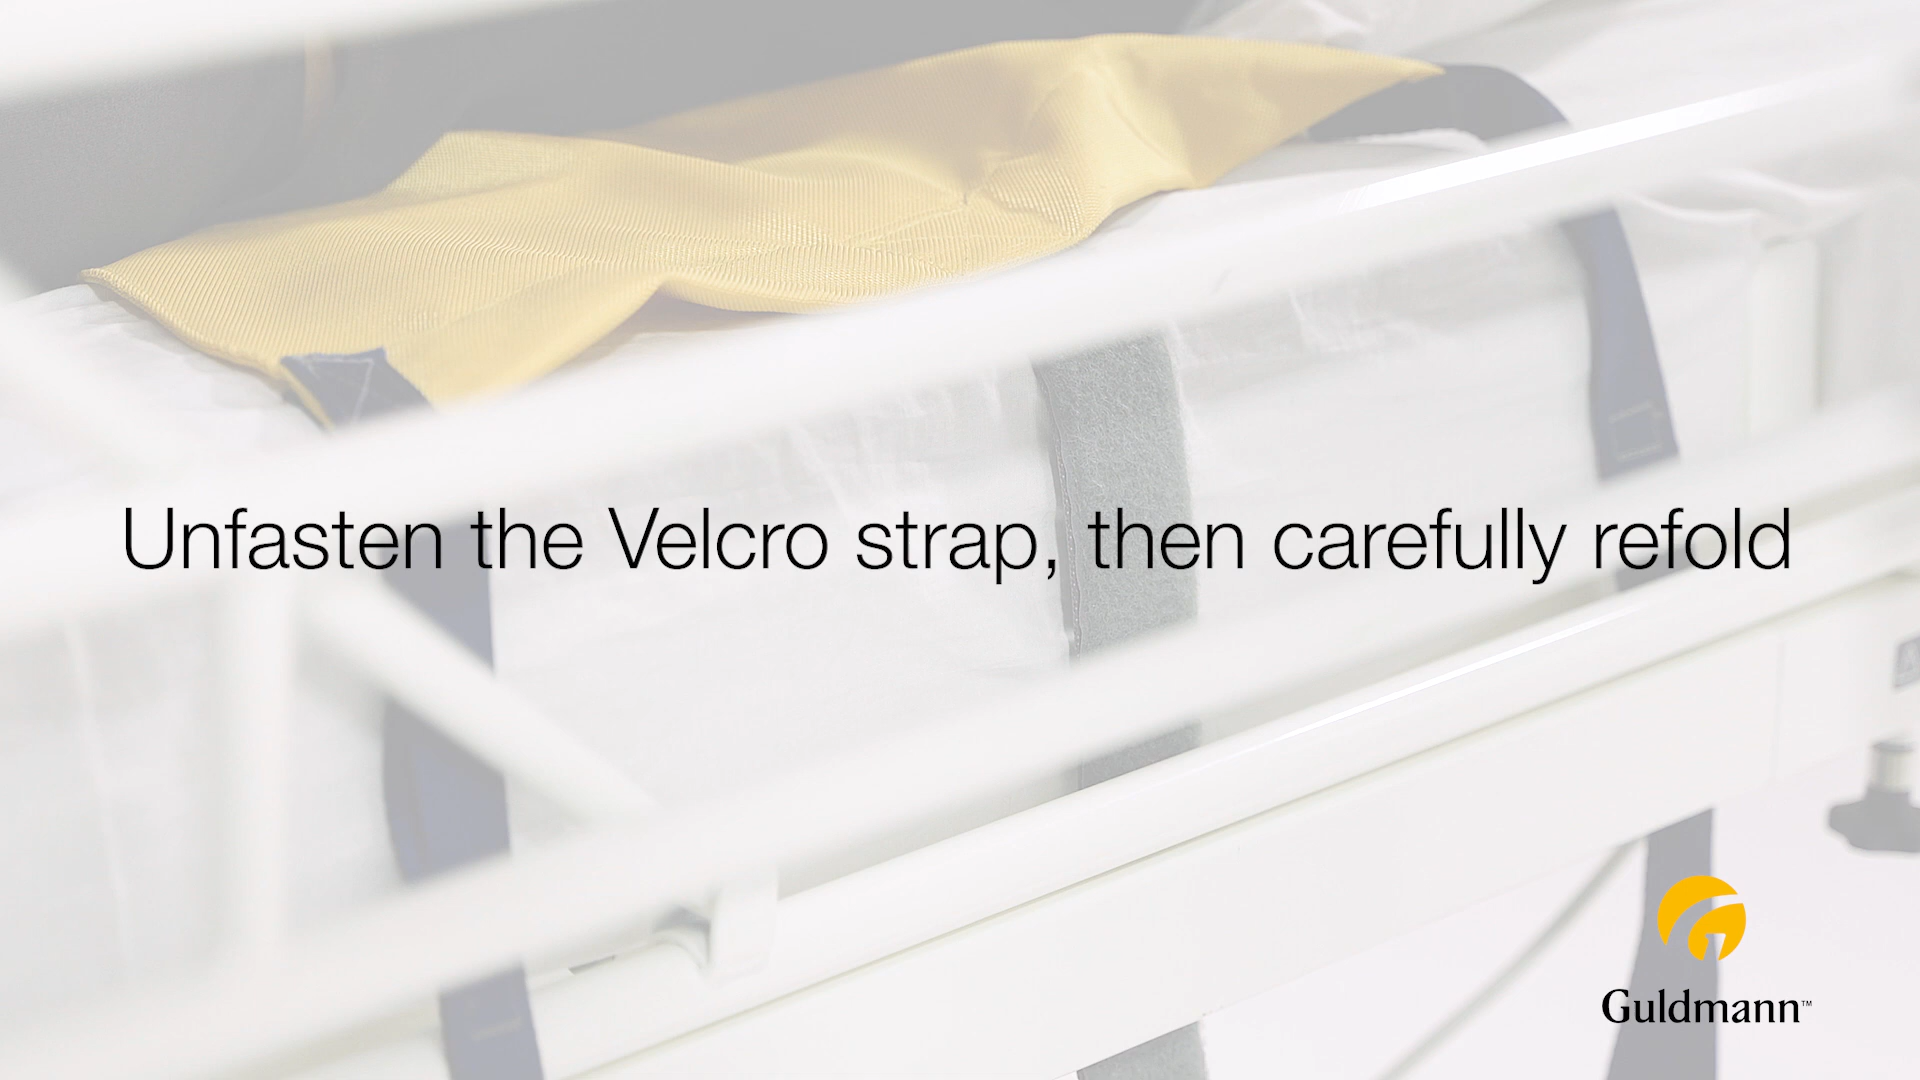 Unfasten the Velcro strap, then carefully refold
Guldmann™